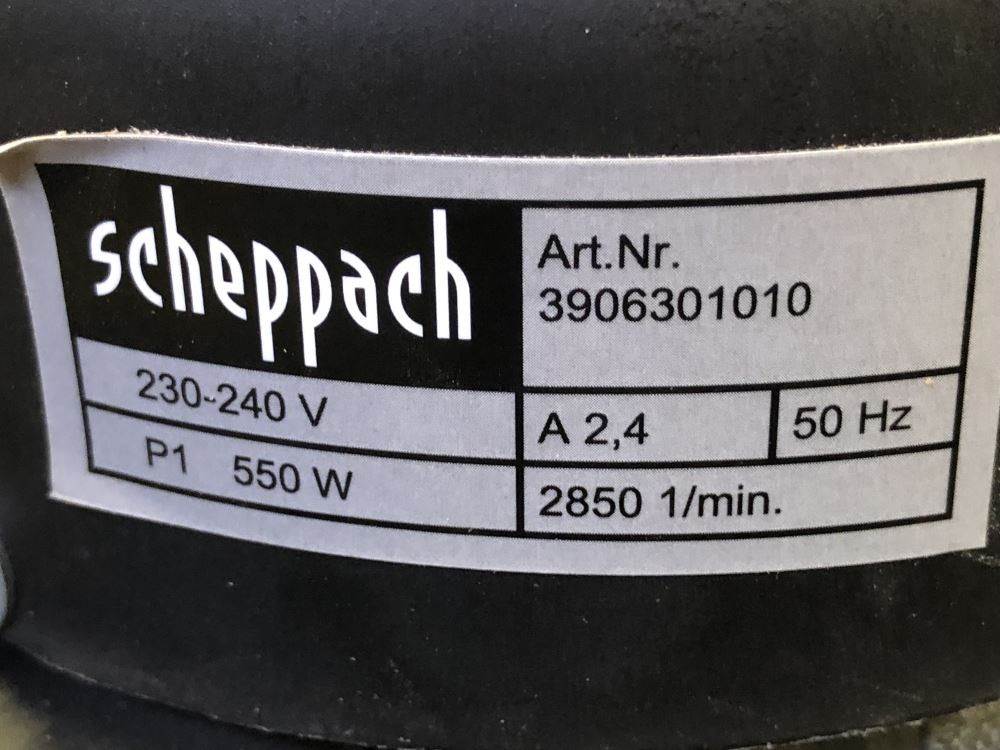 scheppach
Art.Nr.
3906301010
230-240 V
A 2,4
50 Hz
P1 550 W
2850 1/min.